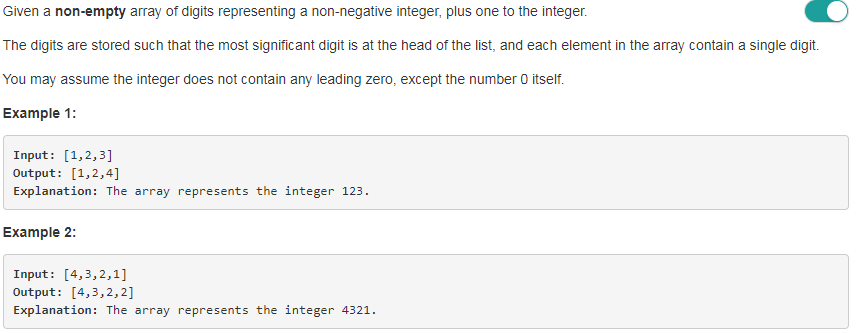 Given a non-empty array of digits representing a non-negative integer, plus one to the integer.
The digits are stored such that the most significant digit is at the head of the list, and each element in the array contain a single digit.
You may assume the integer does not contain any leading zero, except the number 0 itself.
Example 1:
Input: [1,2,3]
Output: [1,2,4]
Explanation: The array represents the integer 123.
Example 2:
Input: [4,3,2,1]
Output: [4,3,2,2]
Explanation: The array represents the integer 4321.